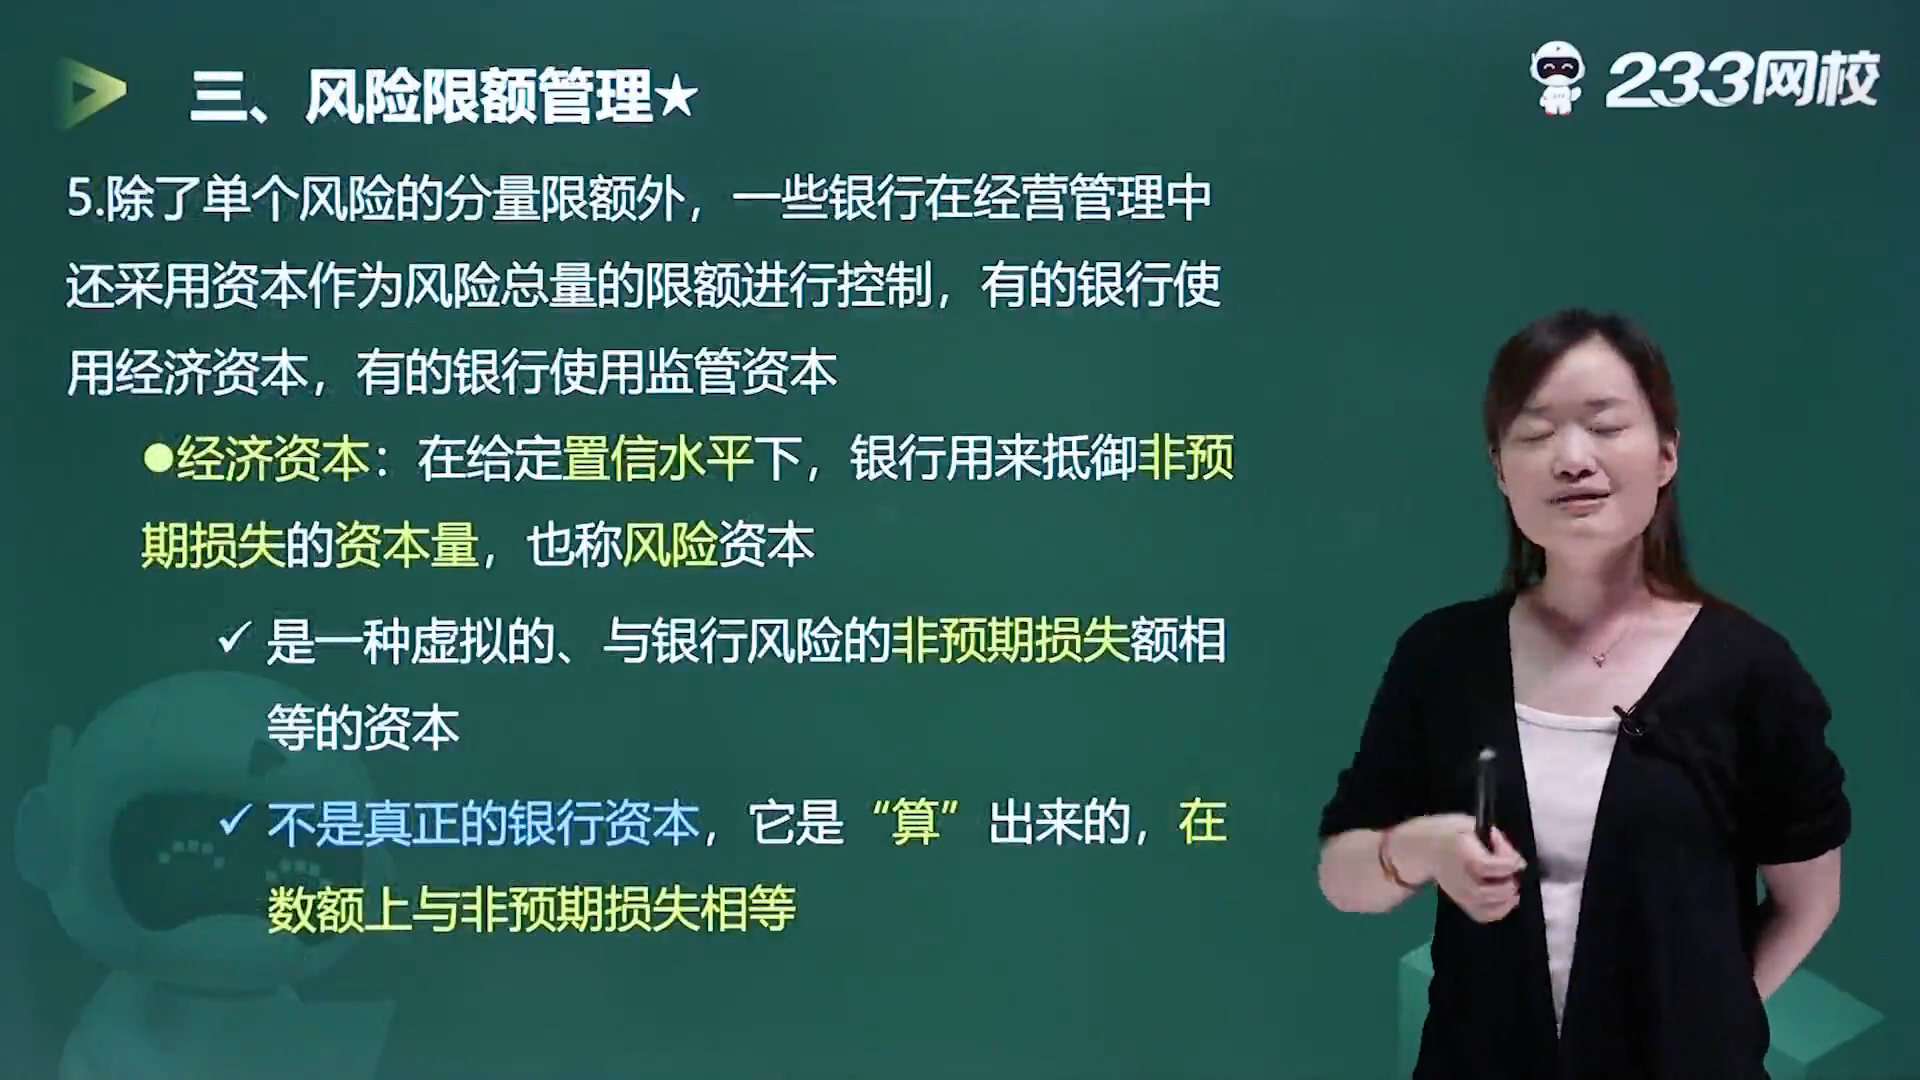 三、风险限额管理★
233网校
5.除了单个风险的分量限额外，一些银行在经营管理中
还采用资本作为风险总量的限额进行控制，有的银行使
用经济资本，有的银行使用监管资本
●经济资本：在给定置信水平下，银行用来抵御非预
期损失的资本量，也称风险资本
✓ 是一种虚拟的、与银行风险的非预期损失额相
等的资本
✓ 不是真正的银行资本，它是“算”出来的，在
数额上与非预期损失相等